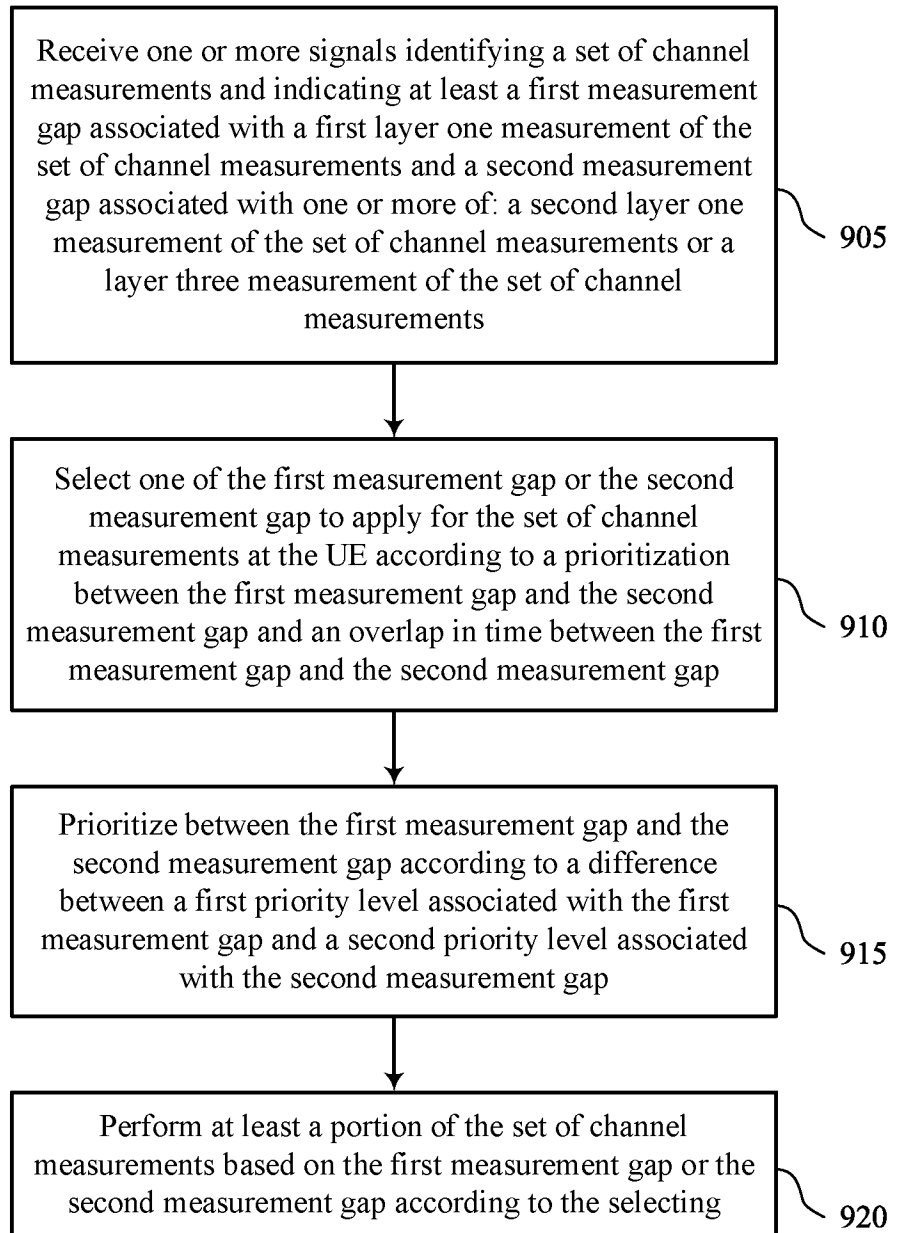 Receive one or more signals identifying a set of channel
measurements and indicating at least a first measurement
gap associated with a first layer one measurement of the
set of channel measurements and a second measurement
gap associated with one or more of: a second layer one
measurement of the set of channel measurements or a
layer three measurement of the set of channel
measurements
905
Select one of the first measurement gap or the second
measurement gap to apply for the set of channel
measurements at the UE according to a prioritization
between the first measurement gap and the second
measurement gap and an overlap in time between the first
measurement gap and the second measurement gap
910
Prioritize between the first measurement gap and the
second measurement gap according to a difference
between a first priority level associated with the first
measurement gap and a second priority level associated
with the second measurement gap
915
Perform at least a portion of the set of channel
measurements based on the first measurement gap or the
second measurement gap according to the selecting
920